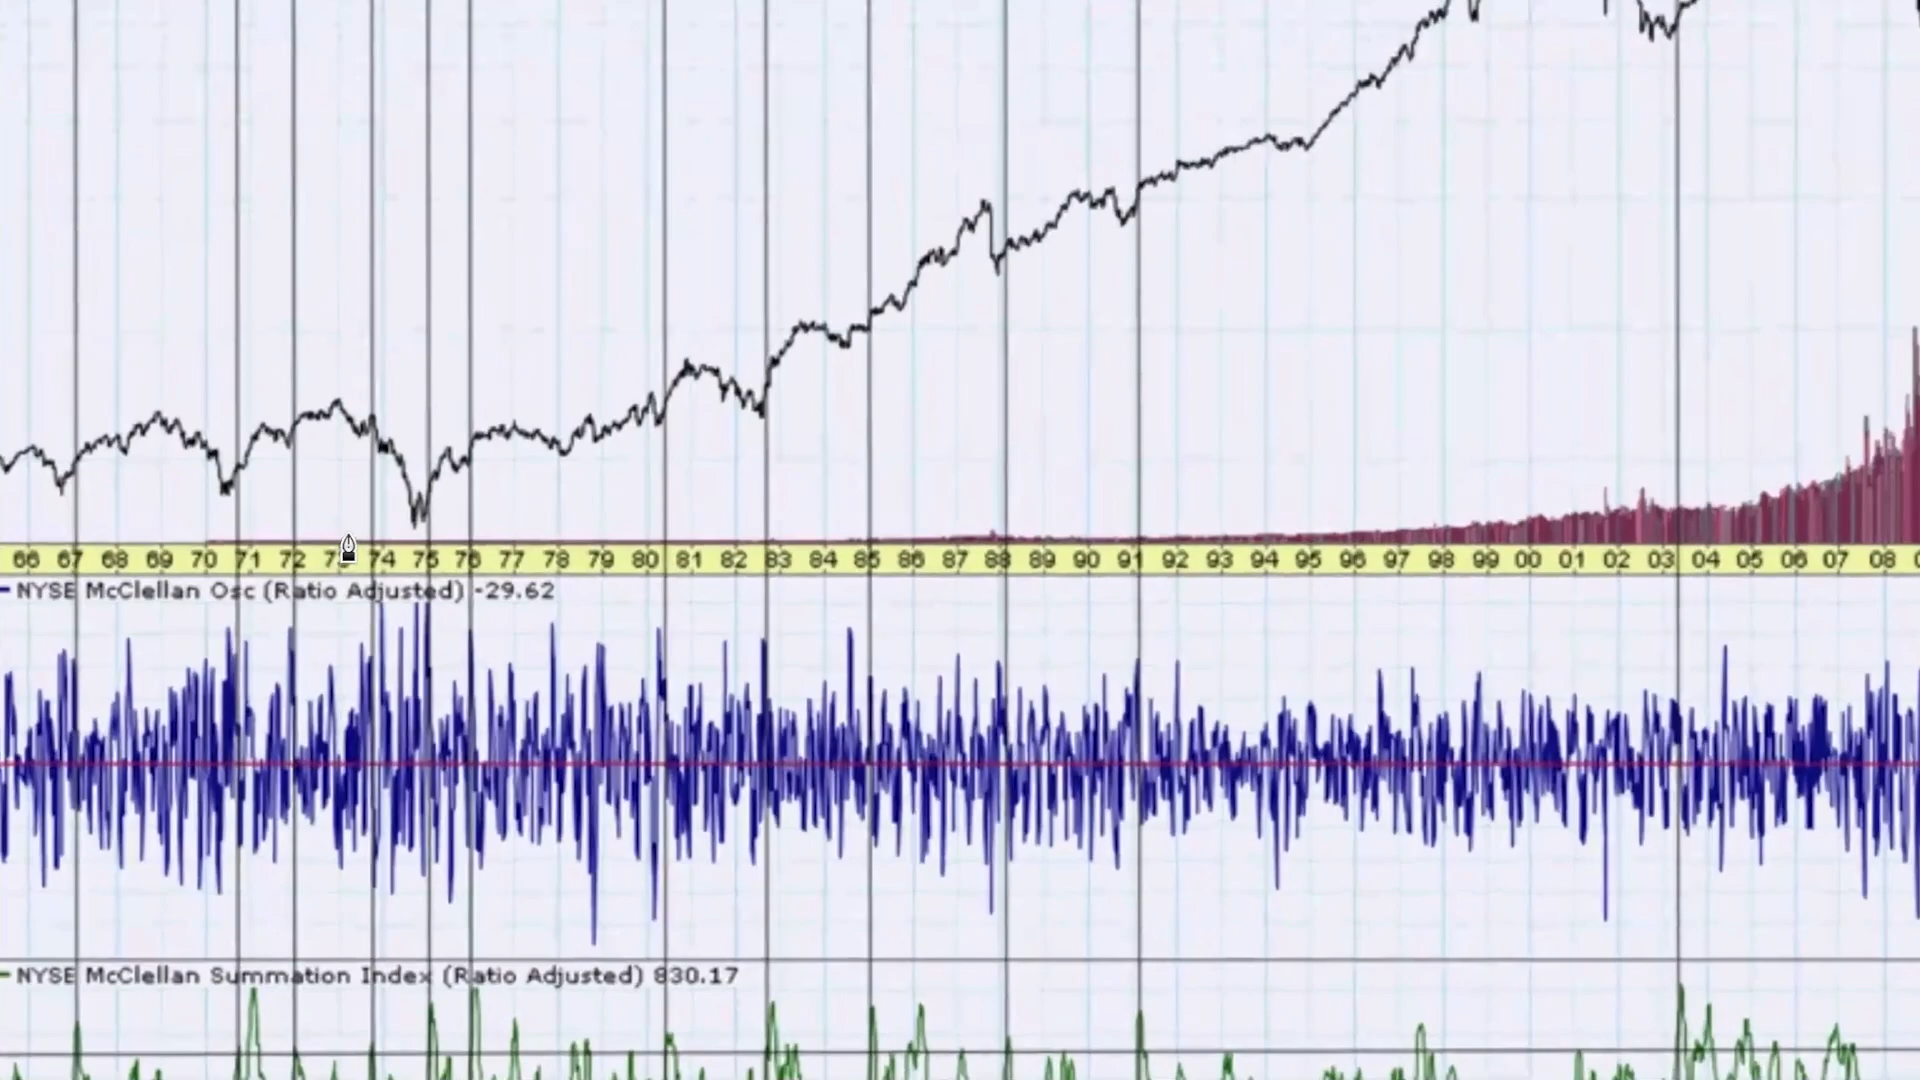 66 67 68 69 70 71 72 73 74 75 76 77 78 79 80 81 82 83 84 85 86 87 88 89 90 91 92 93 94 95 96 97 98 99 00 01 02 03 04 05 06 07 08
NYSE McClellan Osc (Ratio Adjusted) -29.62
NYSE McClellan Summation Index (Ratio Adjusted) 830.17